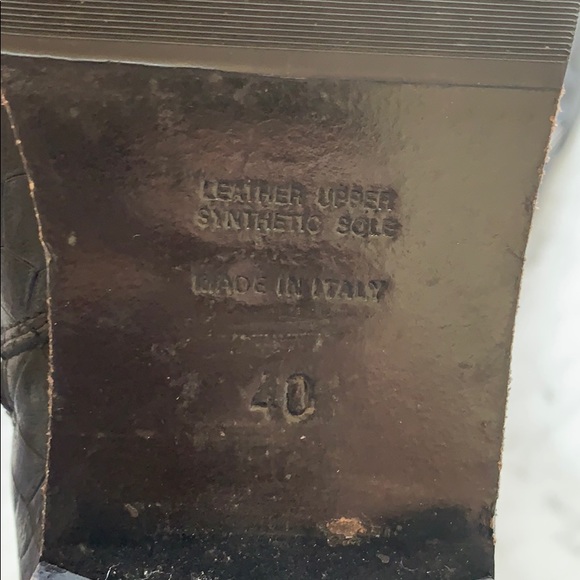 LEATHER UPPER
SYNTHETIC SOLE
MADE IN ITALY
40